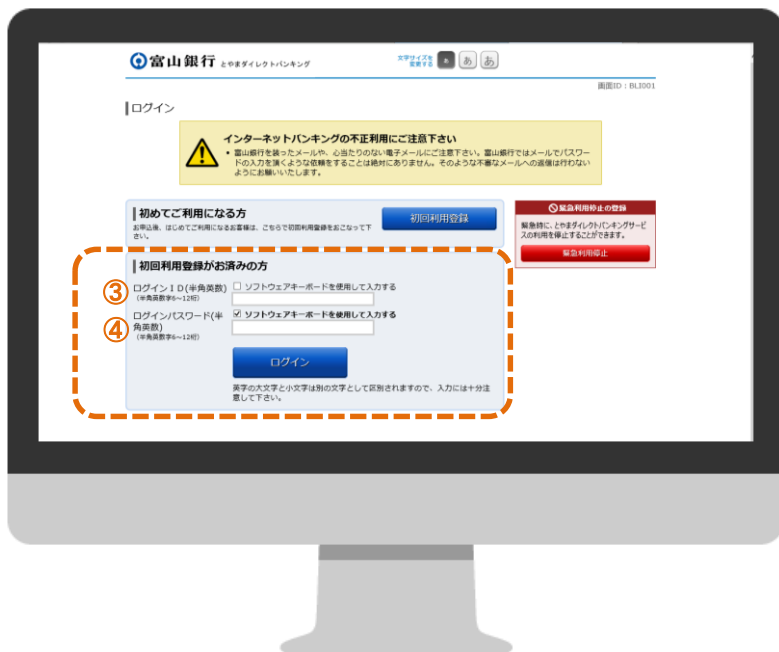 富山銀行 とやまダイレクトバンキング
文字サイズを
変更する
あ あ あ
画面ID:BLI001
ログイン
インターネットバンキングの不正利用にご注意下さい
• 富山銀行を装ったメールや、心当たりのない電子メールにご注意下さい。富山銀行ではメールでパスワー
ドの入力を頂くような依頼をすることは絶対にありません。そのような不審なメールへの返信は行わない
ようにお願いいたします。
初めてご利用になる方
お申込後、はじめてご利用になるお客様は、こちらで初回利用登録をおこなって下
さい。
初回利用登録
緊急利用停止の登録
緊急時に、とやまダイレクトバンキングサービ
スの利用を停止することができます。
緊急利用停止
初回利用登録がお済みの方
③ ログインID(半角英数)
(半角英数字6~12桁)
ソフトウェアキーボードを使用して入力する
④ ログインパスワード(半
角英数)
(半角英数字6~12桁)
ソフトウェアキーボードを使用して入力する
ログイン
英字の大文字と小文字は別の文字として区別されますので、入力には十分注
意して下さい。